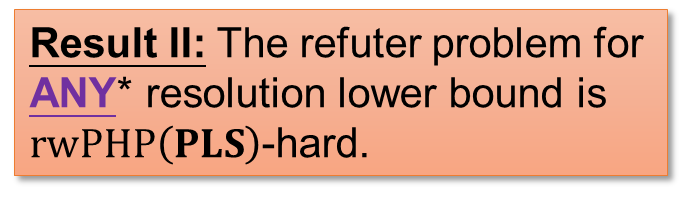 Result II: The refuter problem for
ANY* resolution lower bound is
rwPHP(PLS)-hard.